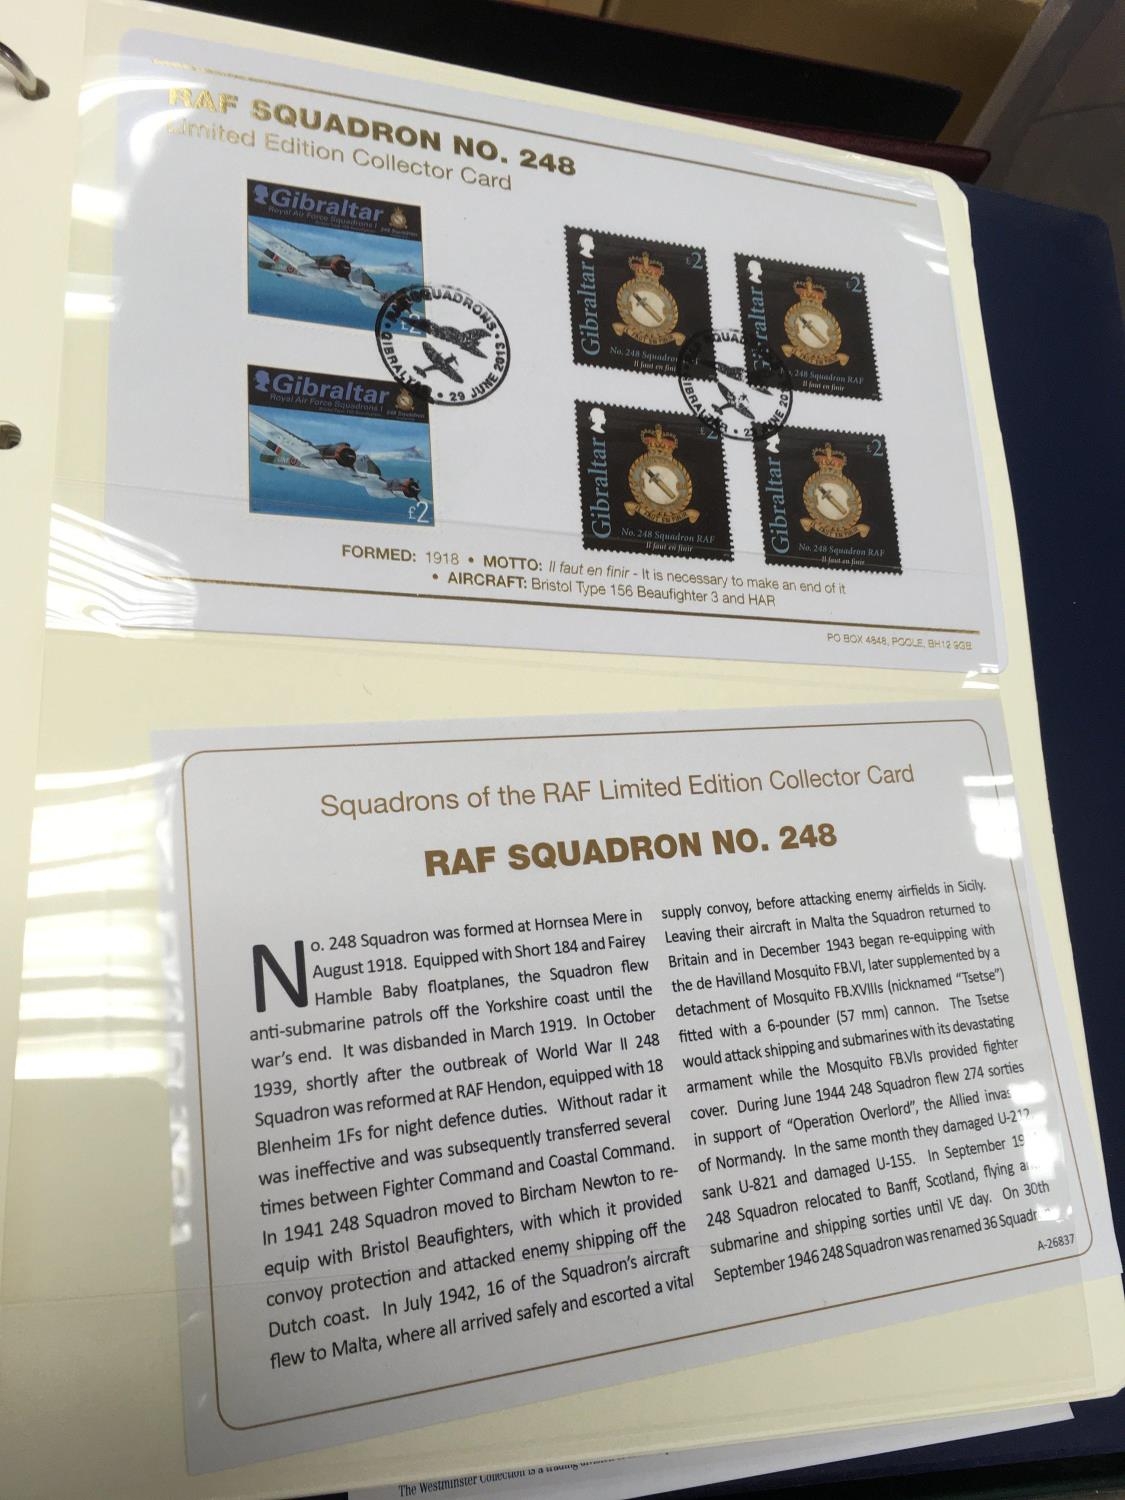 RAF SQUADRON NO. 248
Limited Edition Collector Card
Gibraltar
Royal Air Force Squadrons I
248 Squadron
£2
Gibraltar
Royal Air Force Squadrons I
248 Squadron
£2
RAF SQUADRONS • GIBRALTAR • 29 JUNE 2013
Gibraltar
£2
No. 248 Squadron
Il faut en finir
Gibraltar
£2
248 Squadron RAF
Il faut en finir
Gibraltar
£2
No. 248 Squadron RAF
Il faut en finir
Gibraltar
£2
No. 248 Squadron RAF
Il faut en finir
FORMED: 1918 • MOTTO: Il faut en finir - It is necessary to make an end of it
• AIRCRAFT: Bristol Type 156 Beaufighter 3 and HAR
PO BOX 4848, POOLE, BH12 9GB
Squadrons of the RAF Limited Edition Collector Card
RAF SQUADRON NO. 248
No. 248 Squadron was formed at Hornsea Mere in
August 1918. Equipped with Short 184 and Fairey
Hamble Baby floatplanes, the Squadron flew
anti-submarine patrols off the Yorkshire coast until the
war's end. It was disbanded in March 1919. In October
1939, shortly after the outbreak of World War II 248
Squadron was reformed at RAF Hendon, equipped with 18
Blenheim 1Fs for night defence duties. Without radar it
was ineffective and was subsequently transferred several
times between Fighter Command and Coastal Command.
In 1941 248 Squadron moved to Bircham Newton to re-
equip with Bristol Beaufighters, with which it provided
convoy protection and attacked enemy shipping off the
Dutch coast. In July 1942, 16 of the Squadron's aircraft
flew to Malta, where all arrived safely and escorted a vital
supply convoy, before attacking enemy airfields in Sicily.
Leaving their aircraft in Malta the Squadron returned to
Britain and in December 1943 began re-equipping with
the de Havilland Mosquito FB.VI, later supplemented by a
detachment of Mosquito FB.XVIIIs (nicknamed "Tsetse")
fitted with a 6-pounder (57 mm) cannon. The Tsetse
would attack shipping and submarines with its devastating
armament while the Mosquito FB.VIs provided fighter
cover. During June 1944 248 Squadron flew 274 sorties
in support of "Operation Overlord", the Allied invas
of Normandy. In the same month they damaged U-212,
sank U-821 and damaged U-155. In September 19
248 Squadron relocated to Banff, Scotland, flying
submarine and shipping sorties until VE day. On 30th
September 1946 248 Squadron was renamed 36 Squadron
A-26837
The Westminster Collection is a trading